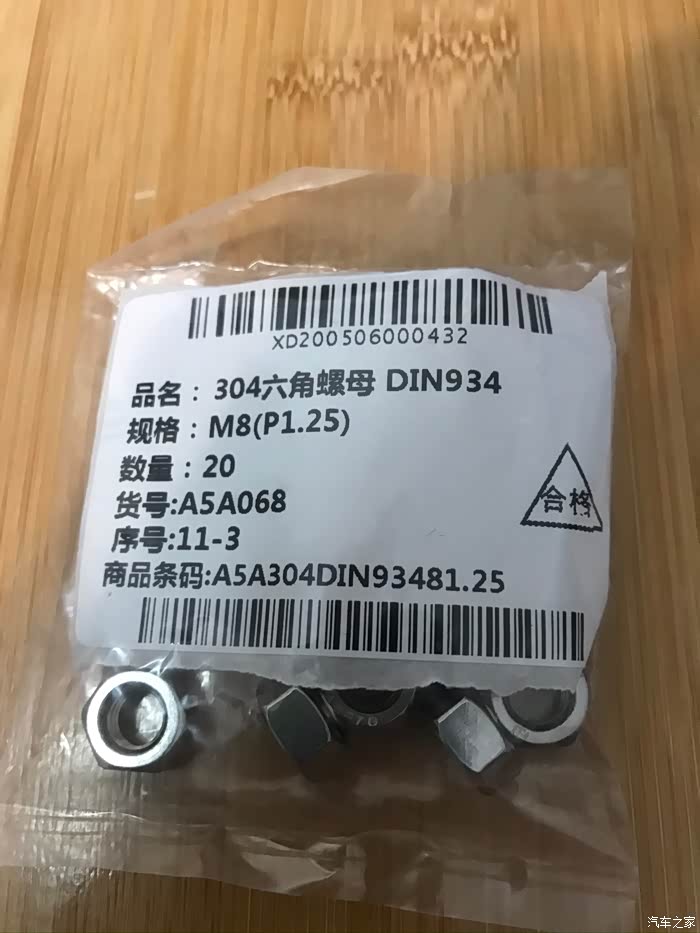 XD200506000432
品名：304六角螺母 DIN934
规格：M8(P1.25)
数量：20
合格
货号:A5A068
序号:11-3
商品条码:A5A304DIN93481.25
汽车之家